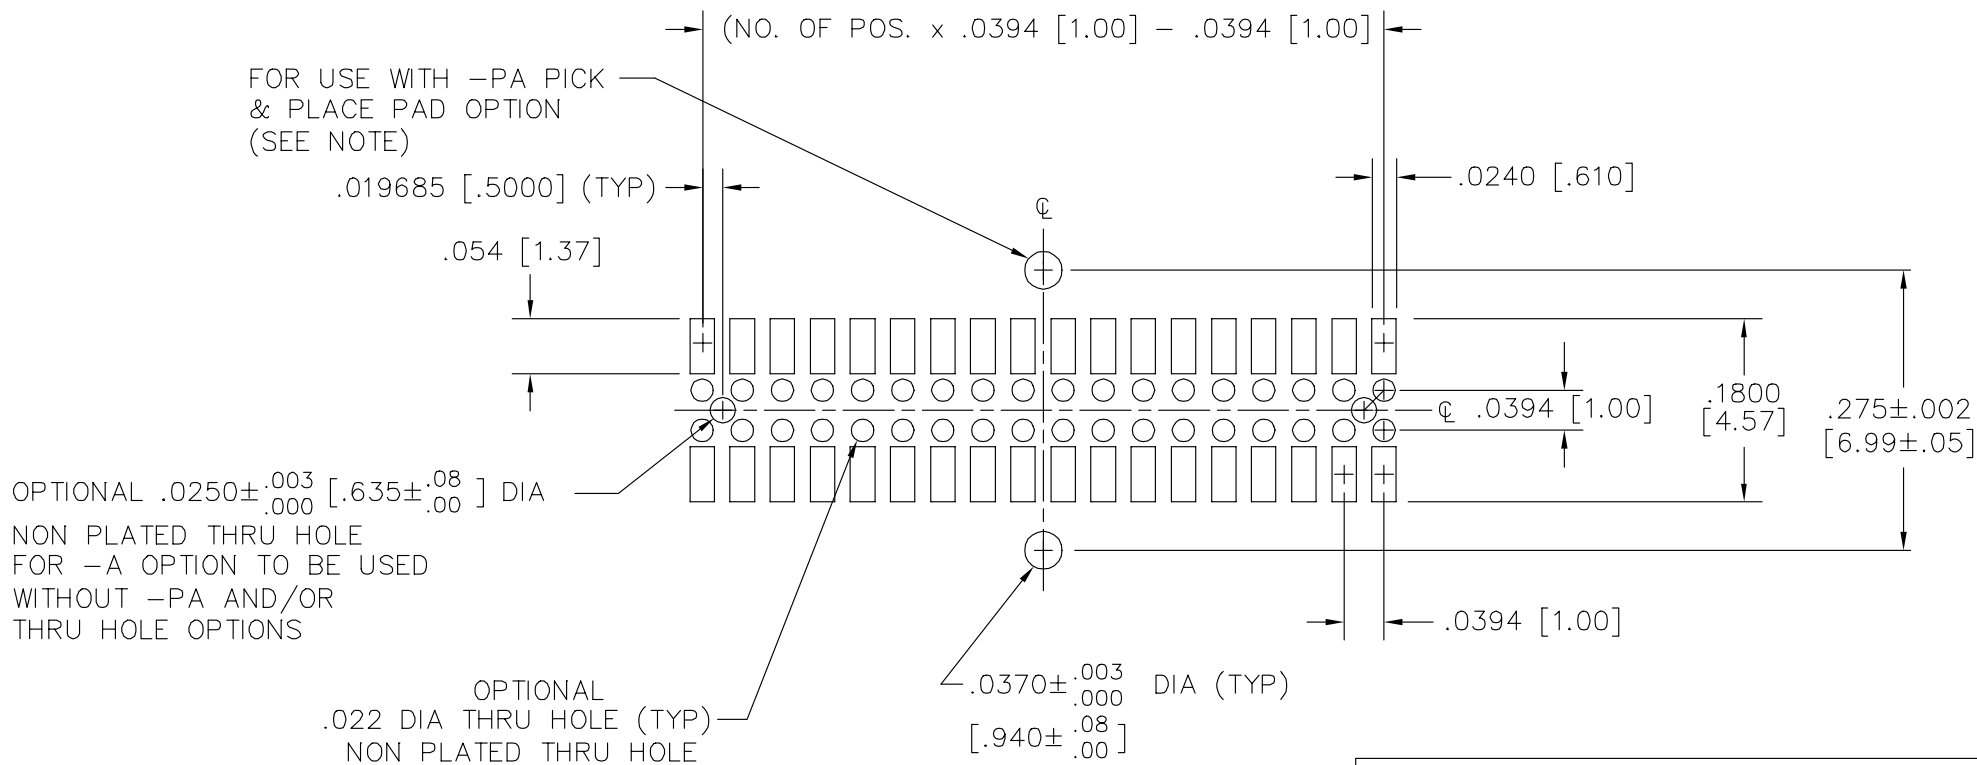 (NO. OF POS. x .0394 [1.00] – .0394 [1.00]
FOR USE WITH –PA PICK
& PLACE PAD OPTION
(SEE NOTE)
.019685 [.5000] (TYP)
.0240 [.610]
℄
.054 [1.37]
℄ .0394 [1.00]
.1800
[4.57]
.275±.002
[6.99±.05]
OPTIONAL .0250± .003 .000 [.635± .08 .00 ] DIA
NON PLATED THRU HOLE
FOR –A OPTION TO BE USED
WITHOUT –PA AND/OR
THRU HOLE OPTIONS
.0394 [1.00]
OPTIONAL
.022 DIA THRU HOLE (TYP)
NON PLATED THRU HOLE
.0370± .003 .000 DIA (TYP)
[.940± .08 .00 ]